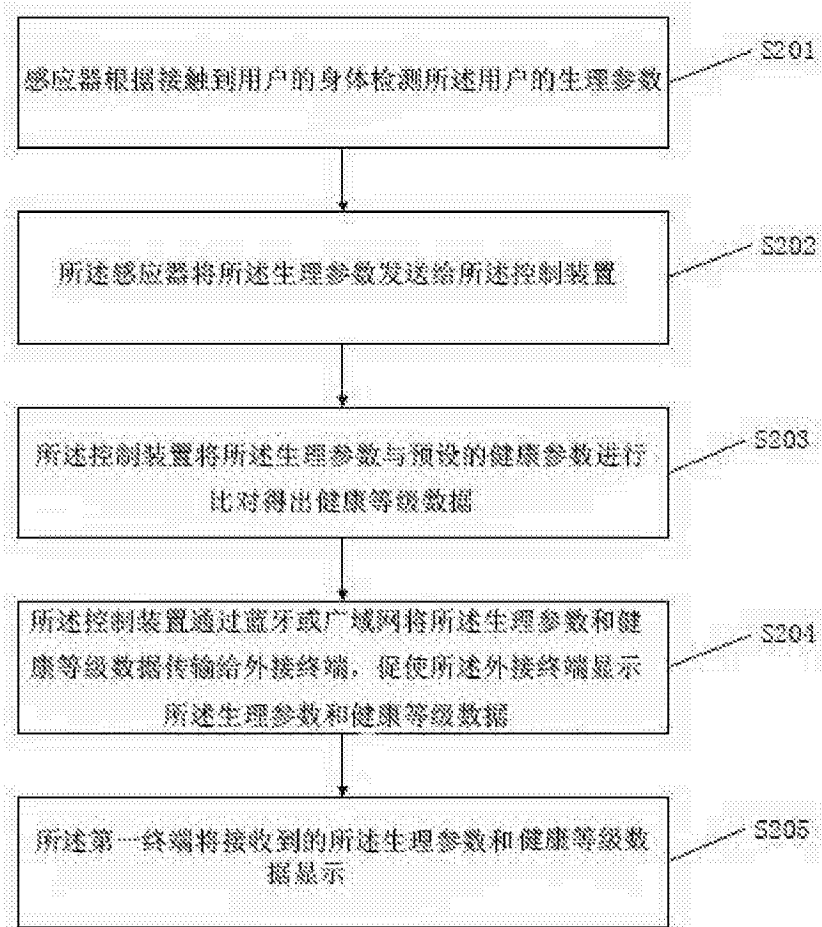 感应器根据接触到用户的身体检测所述用户的生理参数
S201
所述感应器将所述生理参数发送给所述控制装置
S202
所述控制装置将所述生理参数与预设的健康参数进行
比对得出健康等级数据
S203
所述控制装置通过蓝牙或广域网将所述生理参数和健
康等级数据传输给外接终端，促使所述外接终端显示
所述生理参数和健康等级数据
S204
所述第一终端将接收到的所述生理参数和健康等级数
据显示
S205